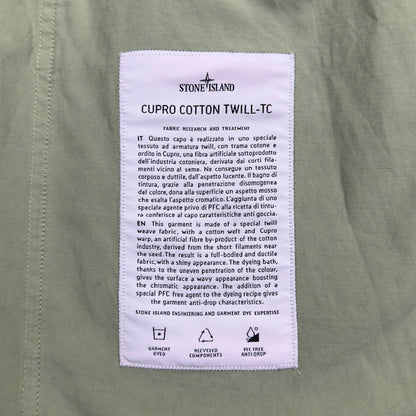 STONE ISLAND
CUPRO COTTON TWILL-TC
FABRIC RESEARCH AND TREATMENT
IT Questo capo è realizzato in uno speciale
tessuto ad armatura twill, con trama cotone e
ordito in Cupro, una fibra artificiale sottoprodotto
dell'industria cotoniera, derivata dai corti fila-
menti vicino al seme. Ne consegue un tessuto
corposo e duttile, dall'aspetto lucente. Il bagno di
tintura, grazie alla penetrazione disomogenea
del colore, dona alla superficie un aspetto mosso
che esalta l'aspetto cromatico. L'aggiunta di uno
speciale agente privo di PFC alla ricetta di tintu-
ra conferisce al capo caratteristiche anti goccia.
EN This garment is made of a special twill
weave fabric, with a cotton weft and Cupro
warp, an artificial fibre by-product of the cotton
industry, derived from the short filaments near
the seed. The result is a full-bodied and ductile
fabric, with a shiny appearance. The dyeing bath,
thanks to the uneven penetration of the colour,
gives the surface a wavy appearance boosting
the chromatic appearance. The addition of a
special PFC free agent to the dyeing recipe gives
the garment anti-drop characteristics.
STONE ISLAND ENGINEERING AND GARMENT DYE EXPERTISE
GARMENT
DYED
RECYCLED
COMPONENTS
PFC FREE
ANTI-DROP